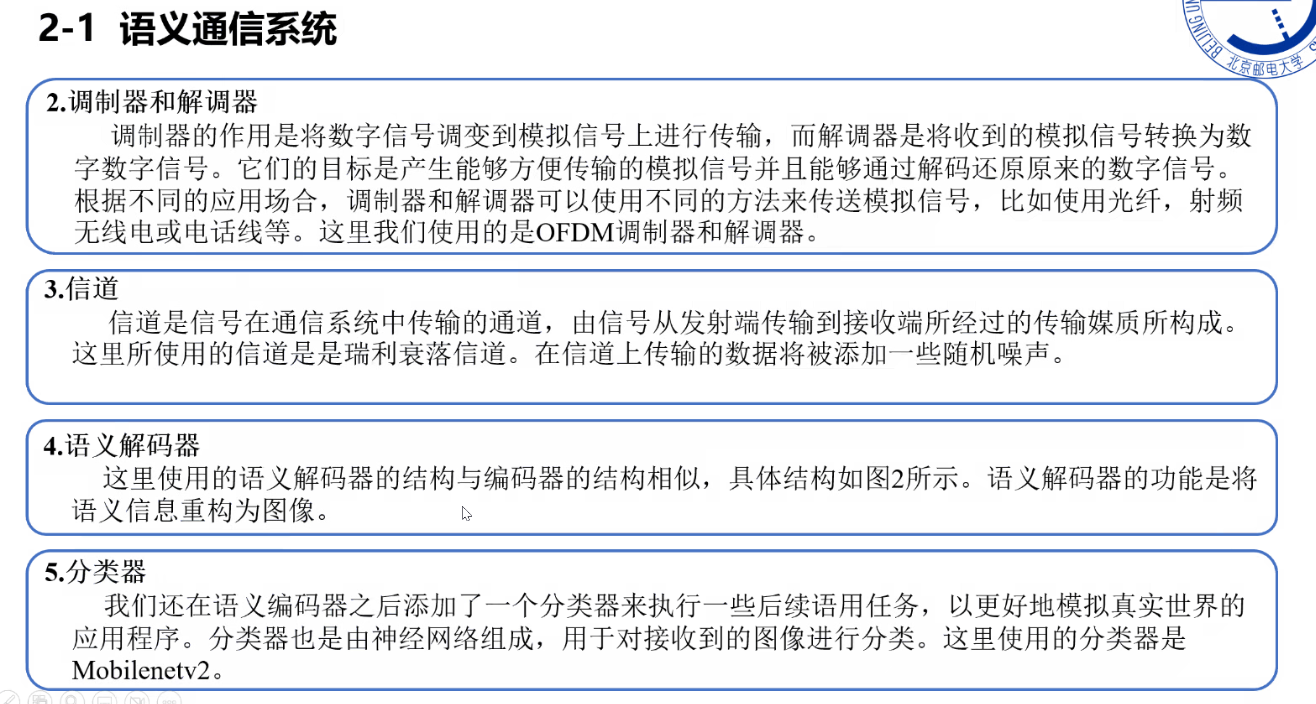 2-1 语义通信系统
BEIJING UN
北京邮电大学
2.调制器和解调器
调制器的作用是将数字信号调变到模拟信号上进行传输，而解调器是将收到的模拟信号转换为数
字数字信号。它们的目标是产生能够方便传输的模拟信号并且能够通过解码还原原来的数字信号。
根据不同的应用场合，调制器和解调器可以使用不同的方法来传送模拟信号，比如使用光纤，射频
无线电或电话线等。这里我们使用的是OFDM调制器和解调器。
3.信道
信道是信号在通信系统中传输的通道，由信号从发射端传输到接收端所经过的传输媒质所构成。
这里所使用的信道是是瑞利衰落信道。在信道上传输的数据将被添加一些随机噪声。
4.语义解码器
这里使用的语义解码器的结构与编码器的结构相似，具体结构如图2所示。语义解码器的功能是将
语义信息重构为图像。
5.分类器
我们还在语义编码器之后添加了一个分类器来执行一些后续语用任务，以更好地模拟真实世界的
应用程序。分类器也是由神经网络组成，用于对接收到的图像进行分类。这里使用的分类器是
Mobilenetv2。